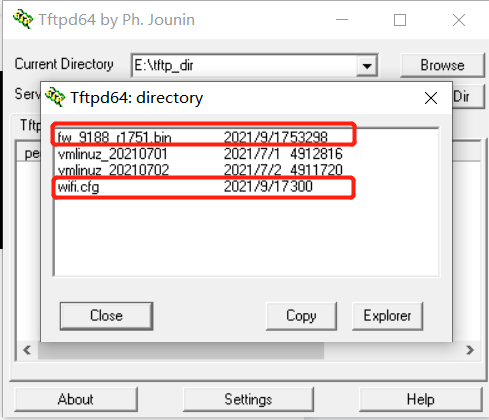 Tftpd64 by Ph. Jounin
Current Directory E:\tftp_dir Browse
Serv
Tftpd64: directory
Dir
Tftp
pe
fw_9188_r1751.bin 2021/9/1753298
vmlinuz_20210701 2021/7/1 4912816
vmlinuz_20210702 2021/7/2 4911720
wifi.cfg 2021/9/17300
Close Copy Explorer
About Settings Help